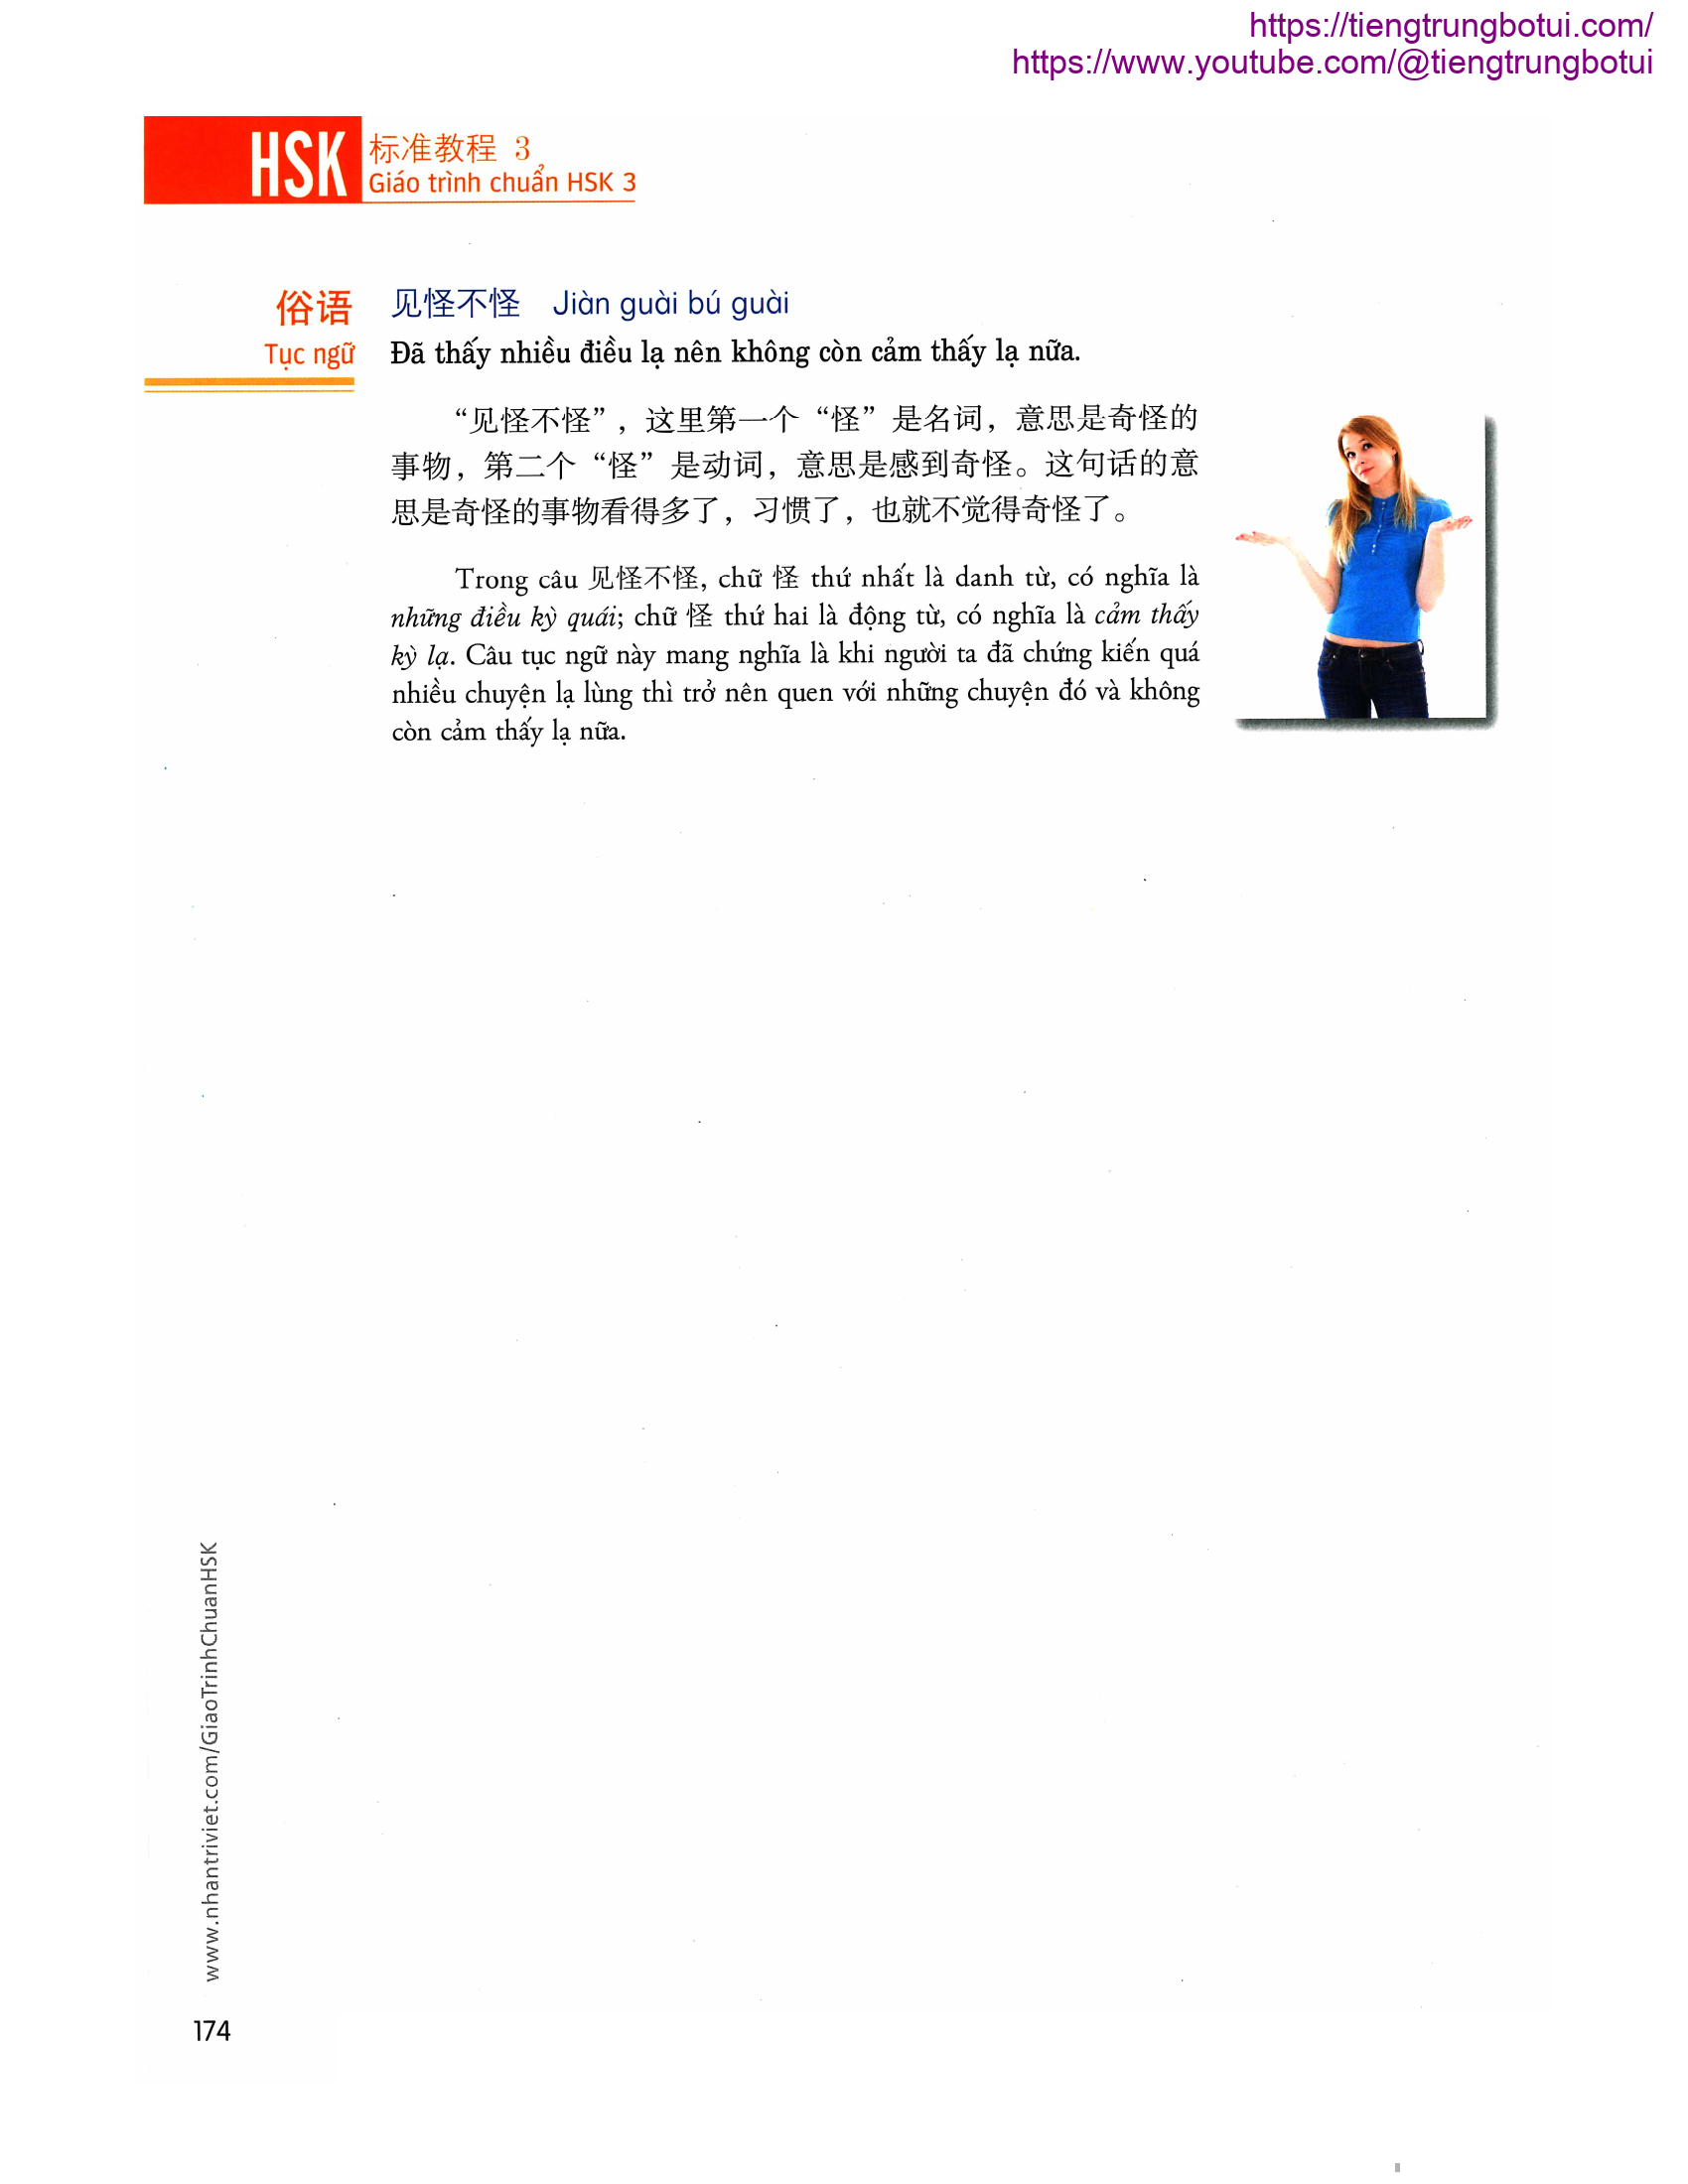 https://tiengtrungbotui.com/
https://www.youtube.com/@tiengtrungbotui
HSK
标准教程 3
Giáo trình chuẩn HSK 3
俗语
Tục ngữ
见怪不怪 Jiàn guài bú guài
Đã thấy nhiều điều lạ nên không còn cảm thấy lạ nữa.
“见怪不怪”，这里第一个“怪”是名词，意思是奇怪的
事物，第二个“怪”是动词，意思是感到奇怪。这句话的意
思是奇怪的事物看得多了，习惯了，也就不觉得奇怪了。
Trong câu 见怪不怪, chữ 怪 thứ nhất là danh từ, có nghĩa là
những điều kỳ quái; chữ 怪 thứ hai là động từ, có nghĩa là cảm thấy
kỳ lạ. Câu tục ngữ này mang nghĩa là khi người ta đã chứng kiến quá
nhiều chuyện lạ lùng thì trở nên quen với những chuyện đó và không
còn cảm thấy lạ nữa.
www.nhantriviet.com/GiaoTrinhChuanHSK
174